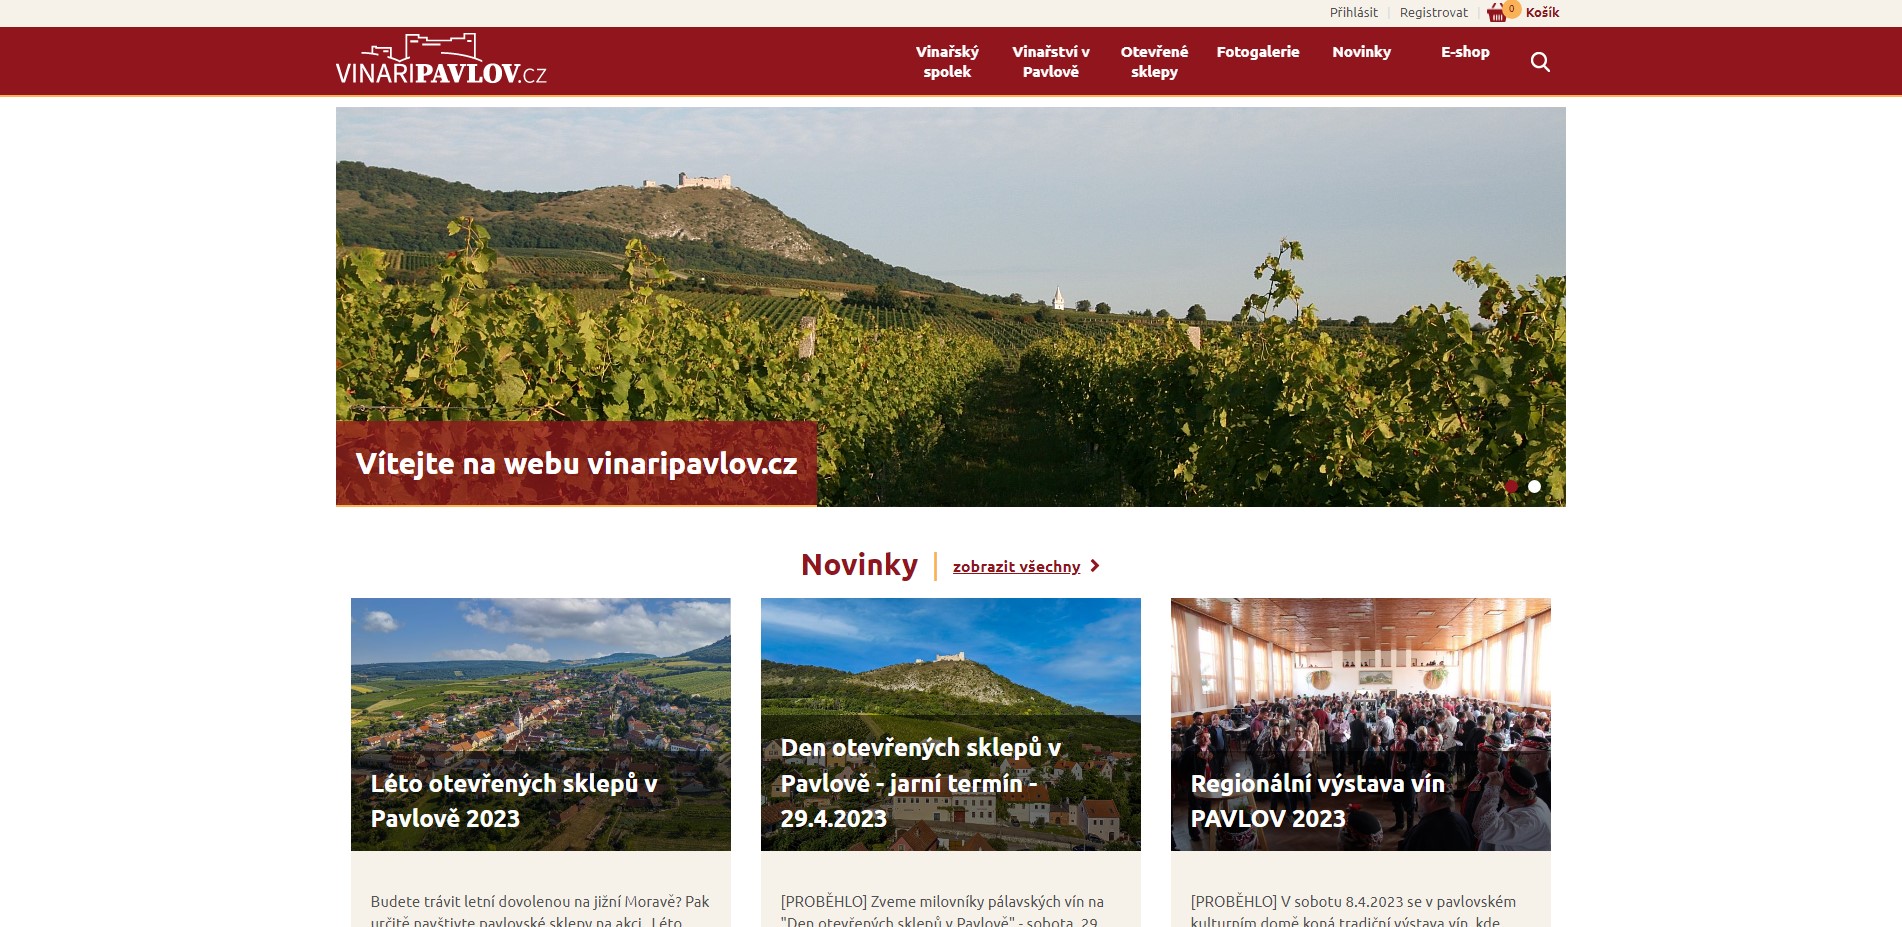 Přihlásit
Registrovat
0
Košík
VINARIPAVLOV.CZ
Vinařský
spolek
Vinařství v
Pavlově
Otevřené
sklepy
Fotogalerie
Novinky
E-shop
Vítejte na webu vinaripavlov.cz
Novinky
zobrazit všechny
Léto otevřených sklepů v
Pavlově 2023
Budete trávit letní dovolenou na jižní Moravě? Pak
určitě navštivte pavlovské sklepy na akci „Léto
Den otevřených sklepů v
Pavlově - jarní termín -
29.4.2023
[PROBĚHLO] Zveme milovníky pálavských vín na
"Den otevřených sklepů v Pavlově" - sobota, 29.
Regionální výstava vín
PAVLOV 2023
[PROBĚHLO] V sobotu 8.4.2023 se v pavlovském
kulturním domě koná tradiční výstava vín, kde